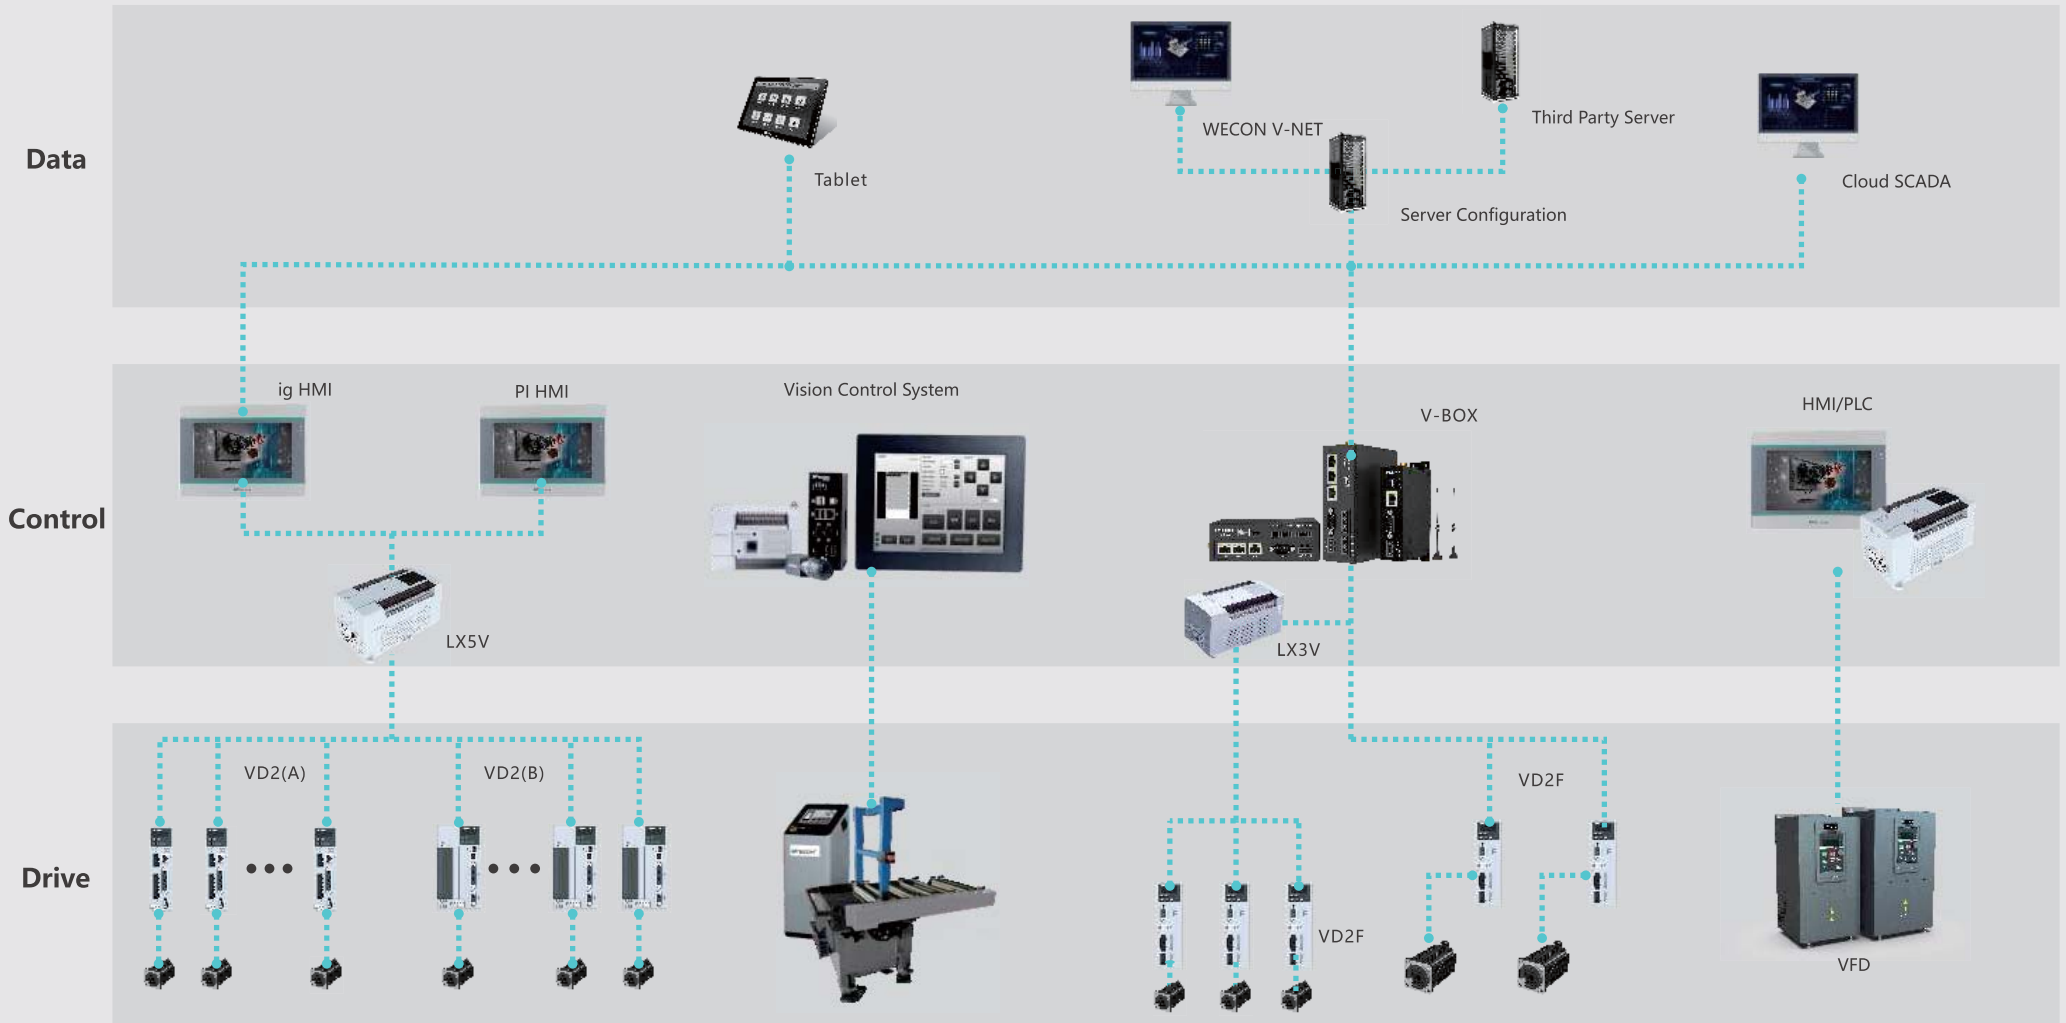 Data
Tablet
WECON V-NET
Third Party Server
Server Configuration
Cloud SCADA
Control
ig HMI
PI HMI
Vision Control System
V-BOX
HMI/PLC
LX5V
LX3V
Drive
VD2(A)
VD2(B)
VD2F
VD2F
VFD